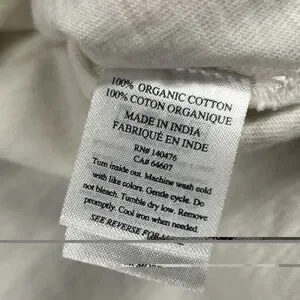 100% ORGANIC COTTON
100% COTON ORGANIQUE
MADE IN INDIA
FABRIQUÉ EN INDE
RN# 140476
CA# 64607
Turn inside out. Machine wash cold
with like colors. Gentle cycle. Do
not bleach. Tumble dry low. Remove
promptly. Cool iron when needed.
SEE REVERSE FOR
MORE